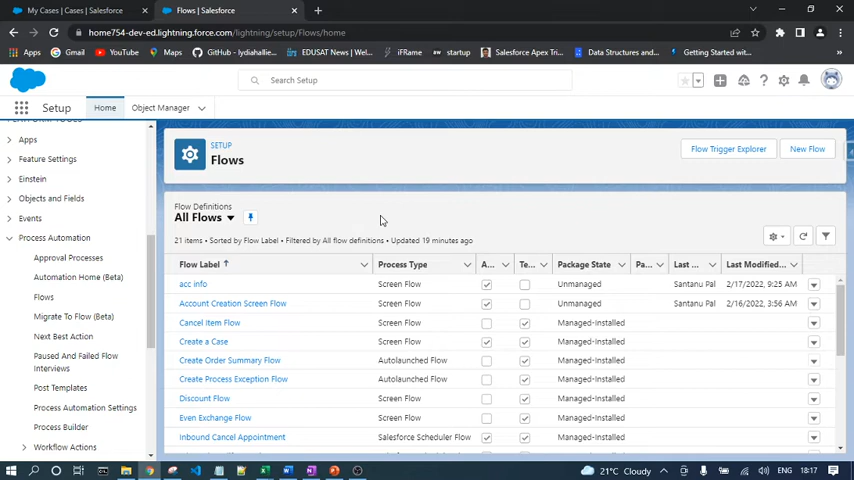 My Cases | Cases | Salesforce
Flows | Salesforce
home754-dev-ed.lightning.force.com/lightning/setup/Flows/home
Apps
Gmail
YouTube
Maps
GitHub - lydiahallie...
EDUSAT News | Wel...
iFRame
startup
Salesforce Apex Tri...
Data Structures and...
Getting Started wit...
Search Setup
Setup
Home
Object Manager
Apps
Feature Settings
Einstein
Objects and Fields
Events
Process Automation
Approval Processes
Automation Home (Beta)
Flows
Migrate To Flow (Beta)
Next Best Action
Paused And Failed Flow
Interviews
Post Templates
Process Automation Settings
Process Builder
Workflow Actions
SETUP
Flows
Flow Trigger Explorer
New Flow
Flow Definitions
All Flows
21 items • Sorted by Flow Label • Filtered by All flow definitions • Updated 19 minutes ago
Flow Label Process Type A... Te... Package State Pa... Last ... Last Modified...
acc info Screen Flow Unmanaged Santanu Pal 2/17/2022, 9:25 AM
Account Creation Screen Flow Screen Flow Unmanaged Santanu Pal 2/16/2022, 3:56 AM
Cancel Item Flow Screen Flow Managed-Installed
Create a Case Screen Flow Managed-Installed
Create Order Summary Flow Autolaunched Flow Managed-Installed
Create Process Exception Flow Autolaunched Flow Managed-Installed
Discount Flow Screen Flow Managed-Installed
Even Exchange Flow Screen Flow Managed-Installed
Inbound Cancel Appointment Salesforce Scheduler Flow Managed-Installed
21°C Cloudy
ENG
18:17